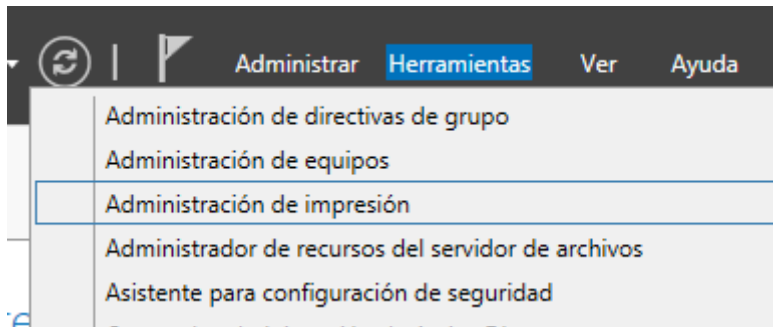 Administrar Herramientas Ver Ayuda
Administración de directivas de grupo
Administración de equipos
Administración de impresión
Administrador de recursos del servidor de archivos
Asistente para configuración de seguridad